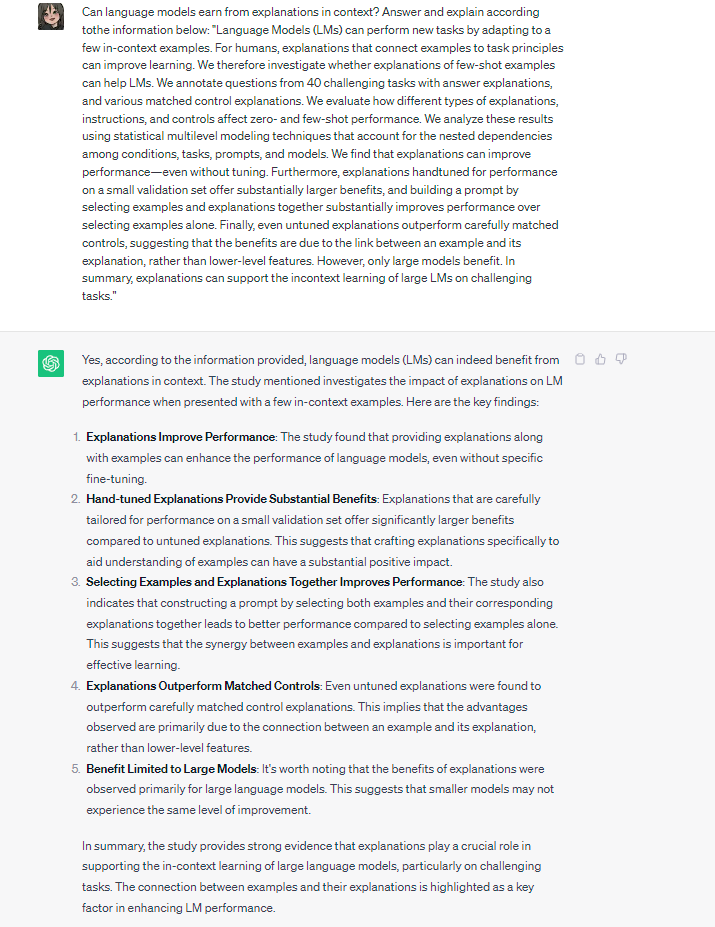 Can language models earn from explanations in context? Answer and explain according
tothe information below: "Language Models (LMs) can perform new tasks by adapting to a
few in-context examples. For humans, explanations that connect examples to task principles
can improve learning. We therefore investigate whether explanations of few-shot examples
can help LMs. We annotate questions from 40 challenging tasks with answer explanations,
and various matched control explanations. We evaluate how different types of explanations,
instructions, and controls affect zero- and few-shot performance. We analyze these results
using statistical multilevel modeling techniques that account for the nested dependencies
among conditions, tasks, prompts, and models. We find that explanations can improve
performance—even without tuning. Furthermore, explanations handtuned for performance
on a small validation set offer substantially larger benefits, and building a prompt by
selecting examples and explanations together substantially improves performance over
selecting examples alone. Finally, even untuned explanations outperform carefully matched
controls, suggesting that the benefits are due to the link between an example and its
explanation, rather than lower-level features. However, only large models benefit. In
summary, explanations can support the incontext learning of large LMs on challenging
tasks."
Yes, according to the information provided, language models (LMs) can indeed benefit from
explanations in context. The study mentioned investigates the impact of explanations on LM
performance when presented with a few in-context examples. Here are the key findings:
1. Explanations Improve Performance: The study found that providing explanations along
with examples can enhance the performance of language models, even without specific
fine-tuning.
2. Hand-tuned Explanations Provide Substantial Benefits: Explanations that are carefully
tailored for performance on a small validation set offer significantly larger benefits
compared to untuned explanations. This suggests that crafting explanations specifically to
aid understanding of examples can have a substantial positive impact.
3. Selecting Examples and Explanations Together Improves Performance: The study also
indicates that constructing a prompt by selecting both examples and their corresponding
explanations together leads to better performance compared to selecting examples alone.
This suggests that the synergy between examples and explanations is important for
effective learning.
4. Explanations Outperform Matched Controls: Even untuned explanations were found to
outperform carefully matched control explanations. This implies that the advantages
observed are primarily due to the connection between an example and its explanation,
rather than lower-level features.
5. Benefit Limited to Large Models: It's worth noting that the benefits of explanations were
observed primarily for large language models. This suggests that smaller models may not
experience the same level of improvement.
In summary, the study provides strong evidence that explanations play a crucial role in
supporting the in-context learning of large language models, particularly on challenging
tasks. The connection between examples and their explanations is highlighted as a key
factor in enhancing LM performance.